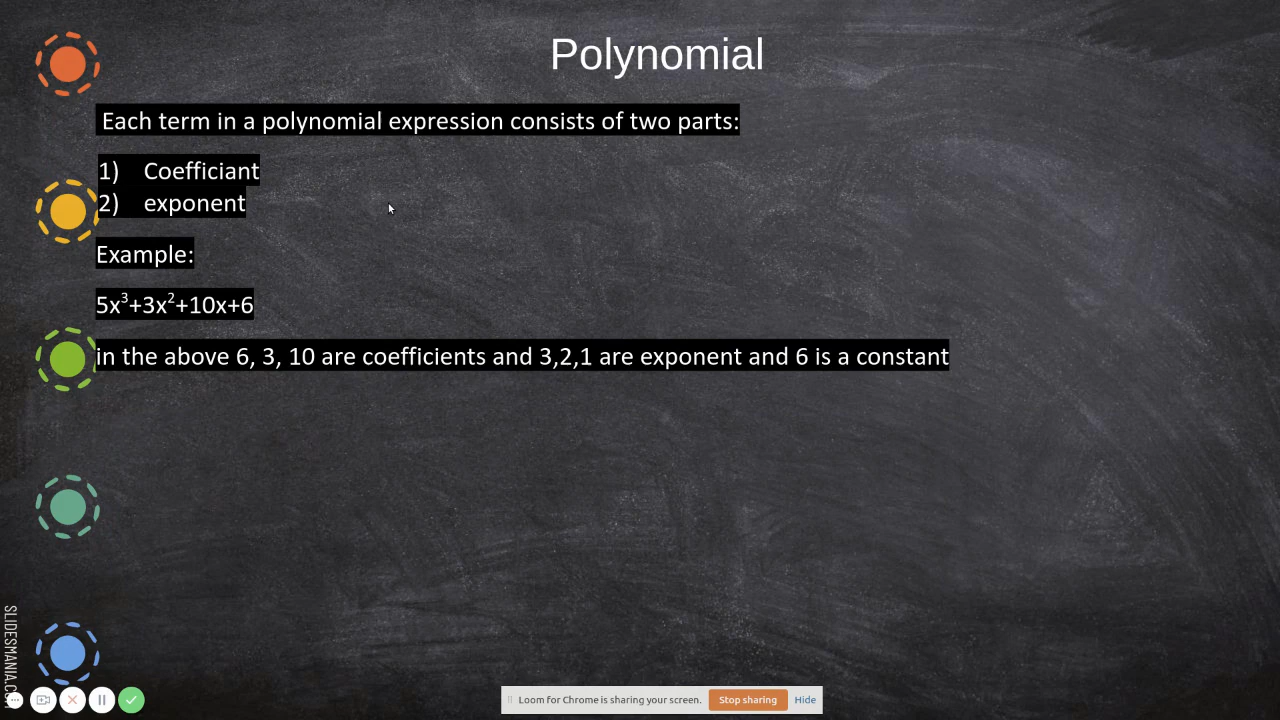 Polynomial
Each term in a polynomial expression consists of two parts:
1) Coefficiant
2) exponent
Example:
5x³+3x²+10x+6
in the above 6, 3, 10 are coefficients and 3,2,1 are exponent and 6 is a constant
SLIDESMANIA.C
Loom for Chrome is sharing your screen. Stop sharing Hide